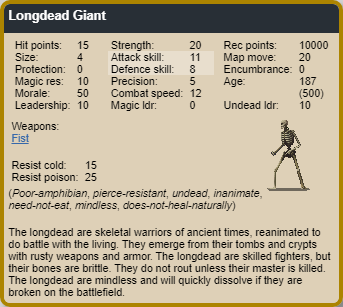 Longdead Giant
Hit points: 15 Strength: 20 Rec points: 10000
Size: 4 Attack skill: 11 Map move: 20
Protection: 0 Defence skill: 8 Encumbrance: 0
Magic res: 10 Precision: 5 Age: 187
Morale: 50 Combat speed: 12 (500)
Leadership: 10 Magic ldr: 0 Undead ldr: 10
Weapons:
Fist
Resist cold: 15
Resist poison: 25
(Poor-amphibian, pierce-resistant, undead, inanimate,
need-not-eat, mindless, does-not-heal-naturally)
The longdead are skeletal warriors of ancient times, reanimated to
do battle with the living. They emerge from their tombs and crypts
with rusty weapons and armor. The longdead are skilled fighters, but
their bones are brittle. They do not rout unless their master is killed.
The longdead are mindless and will quickly dissolve if they are
broken on the battlefield.